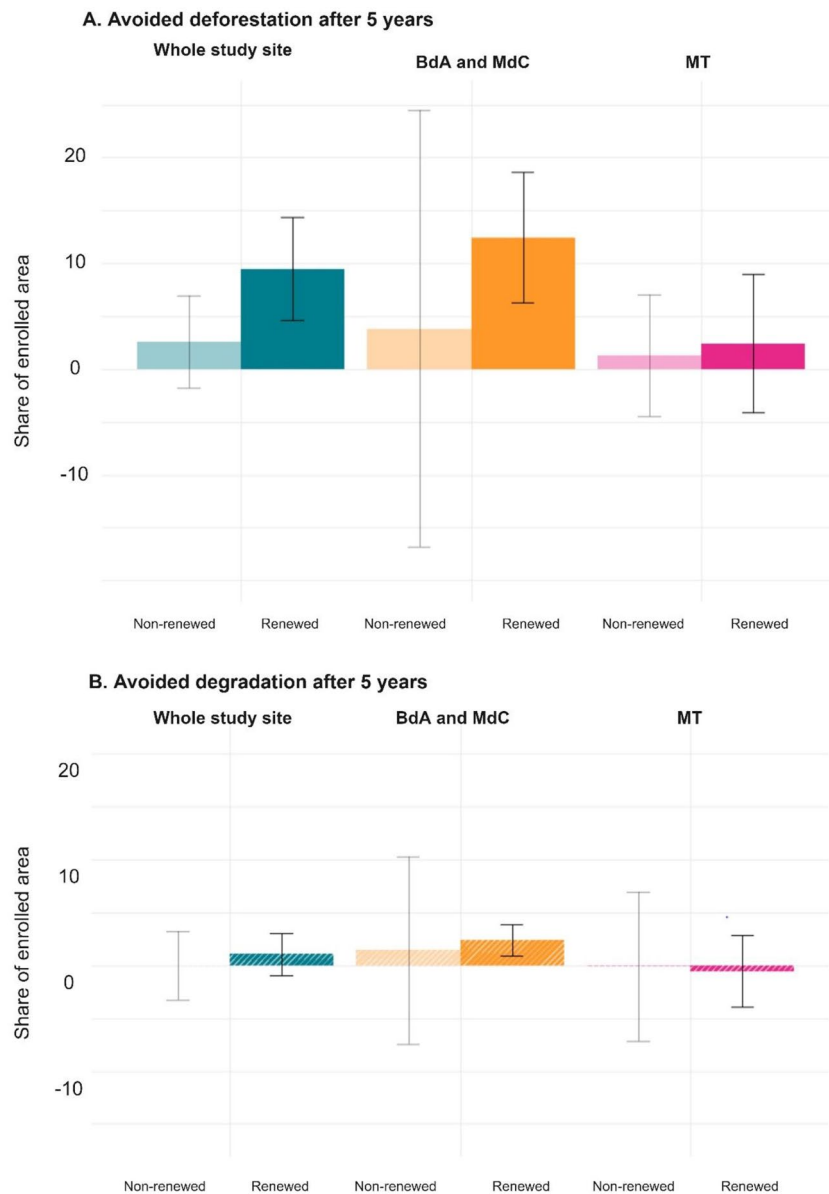 A. Avoided deforestation after 5 years
Whole study site
BdA and MdC
MT
Share of enrolled area
20
10
0
-10
Non-renewed
Renewed
Non-renewed
Renewed
Non-renewed
Renewed
B. Avoided degradation after 5 years
Whole study site
BdA and MdC
MT
Share of enrolled area
20
10
0
-10
Non-renewed
Renewed
Non-renewed
Renewed
Non-renewed
Renewed